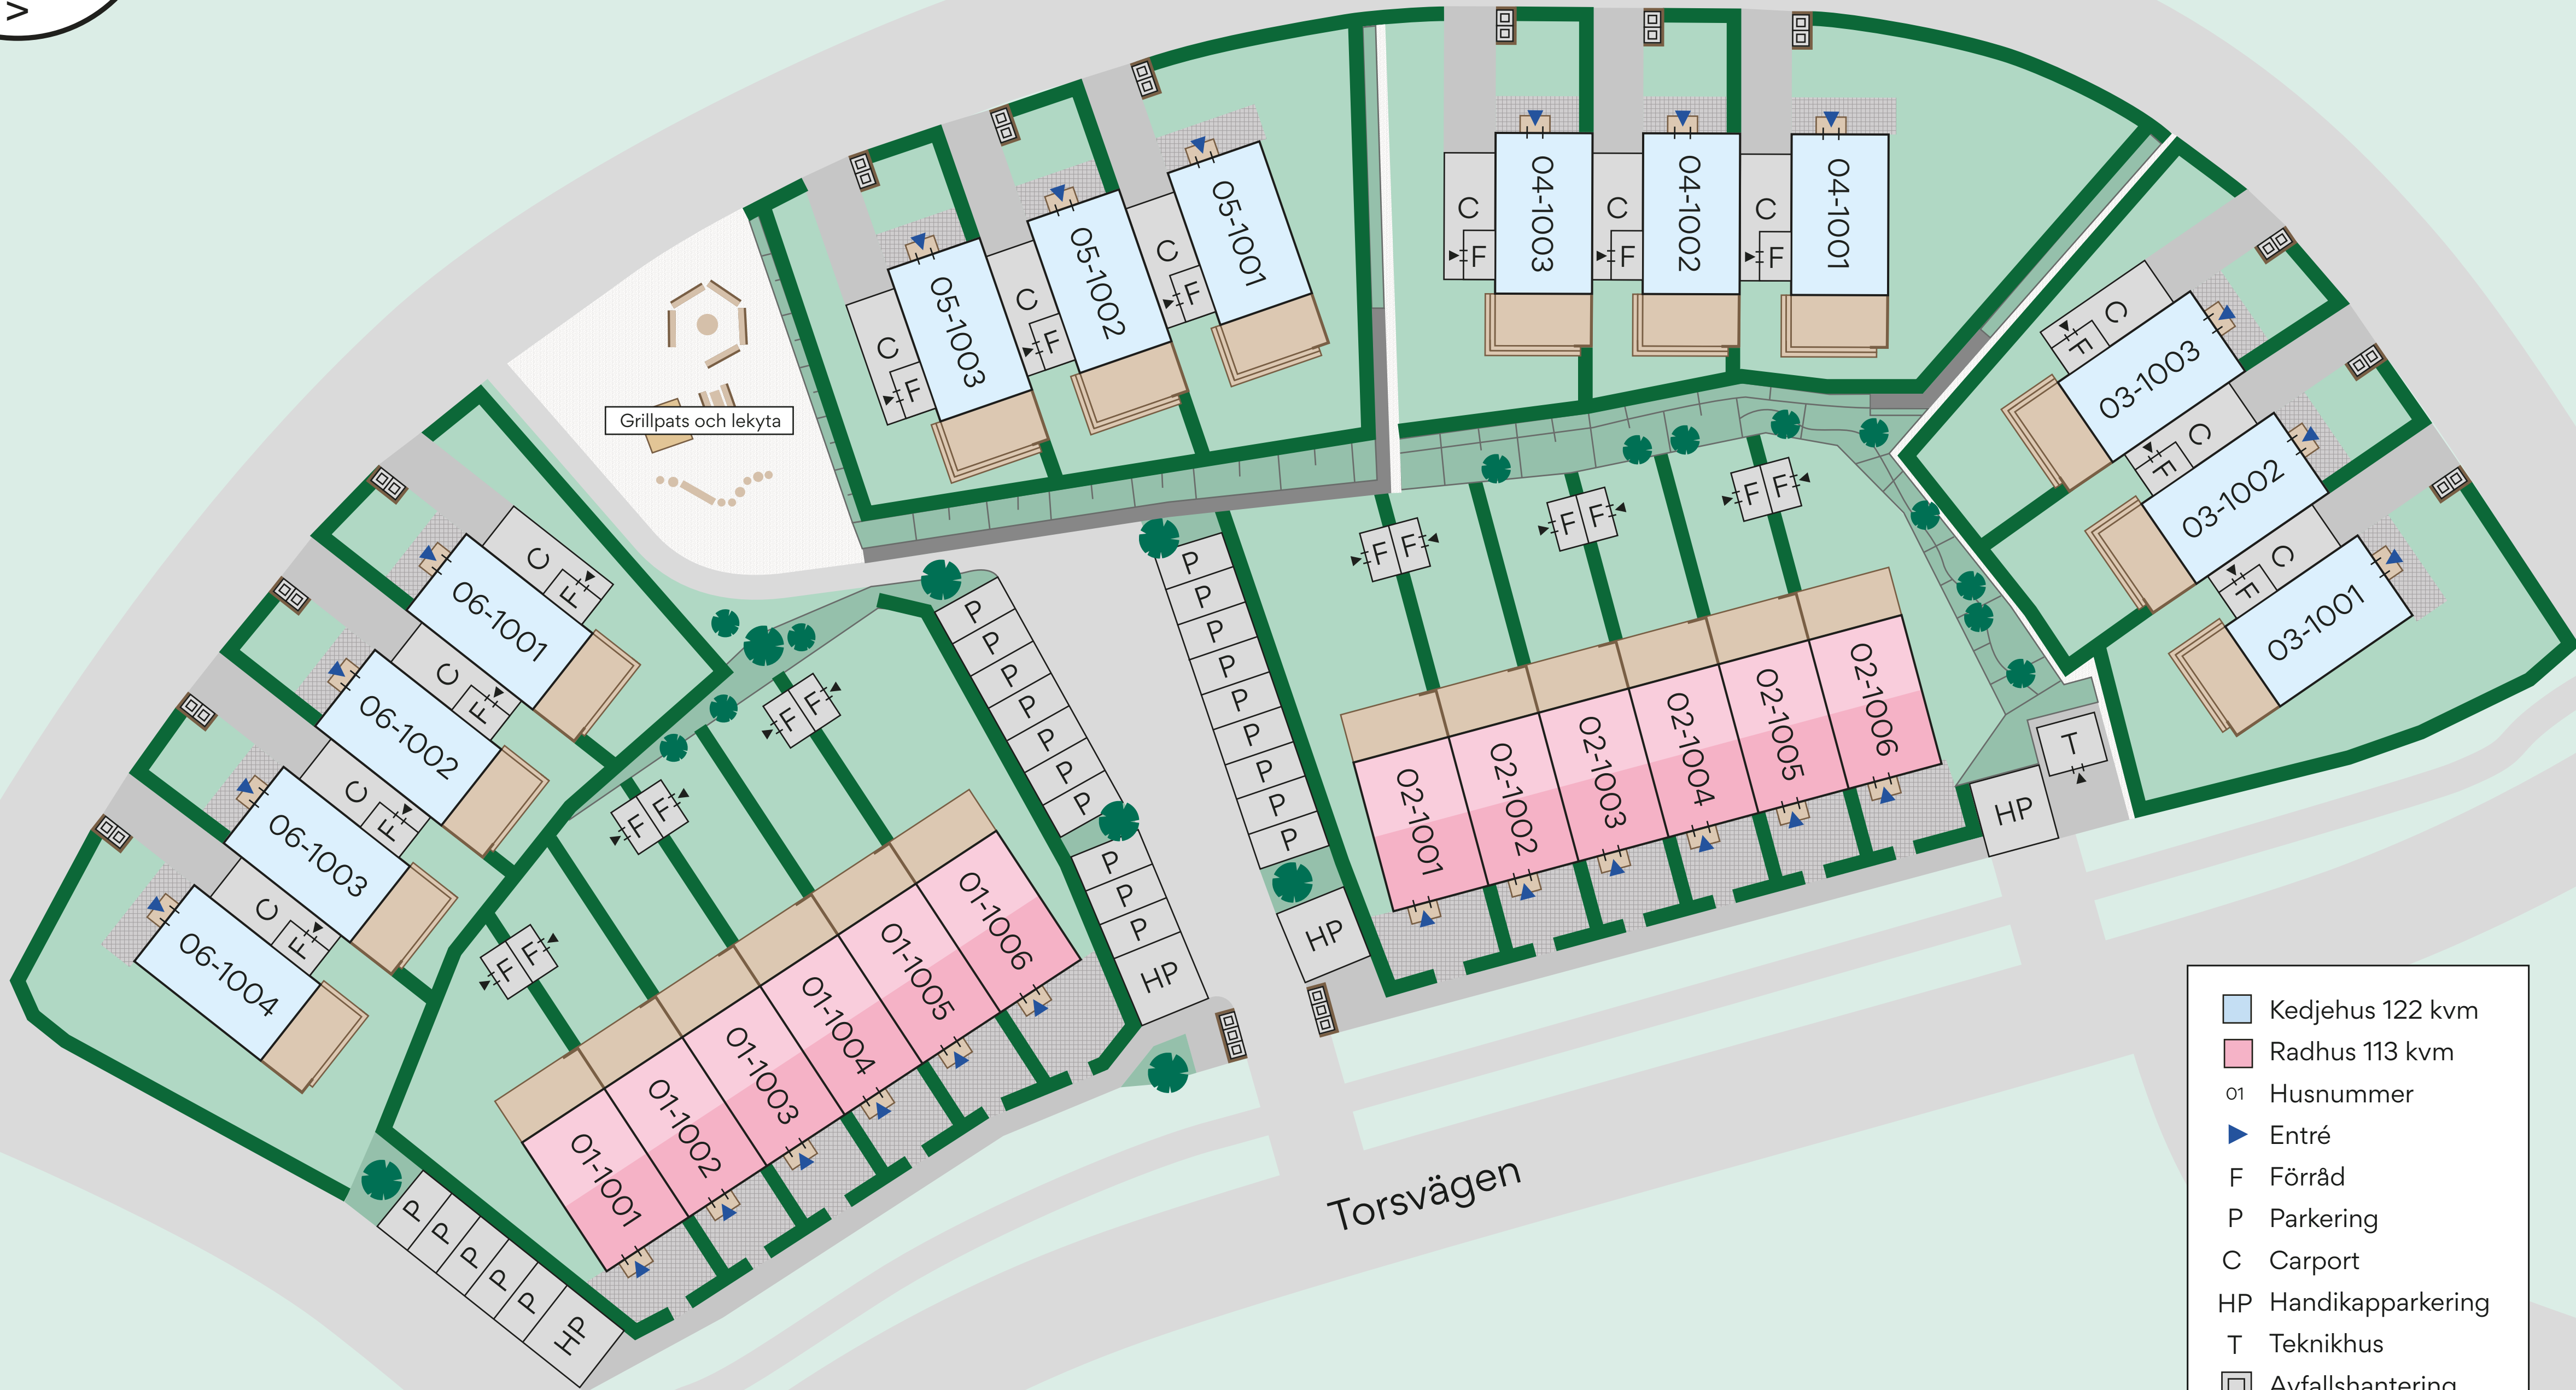 >
04-1003
04-1002
04-1001
C
F
C
F
C
F
05-1003
05-1002
05-1001
C
F
C
F
C
F
03-1003
03-1002
03-1001
C
F
C
F
C
F
Grillpats och lekyta
06-1001
06-1002
06-1003
06-1004
C
F
C
F
C
F
C
F
F F
F F
F F
P
P
P
P
P
P
P
P
P
P
HP
P
P
P
P
P
P
P
P
P
HP
F F
F F
F F
02-1001
02-1002
02-1003
02-1004
02-1005
02-1006
T
HP
01-1001
01-1002
01-1003
01-1004
01-1005
01-1006
P
P
P
P
P
HP
Torsvägen
Kedjehus 122 kvm
Radhus 113 kvm
01 Husnummer
Entré
F Förråd
P Parkering
C Carport
HP Handikapparkering
T Teknikhus
Avfallshantering